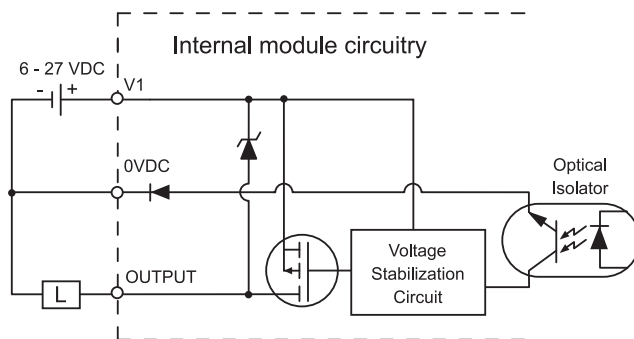 Internal module circuitry
6 - 27 VDC
- +
V1
0VDC
Optical
Isolator
Voltage
Stabilization
Circuit
OUTPUT
L